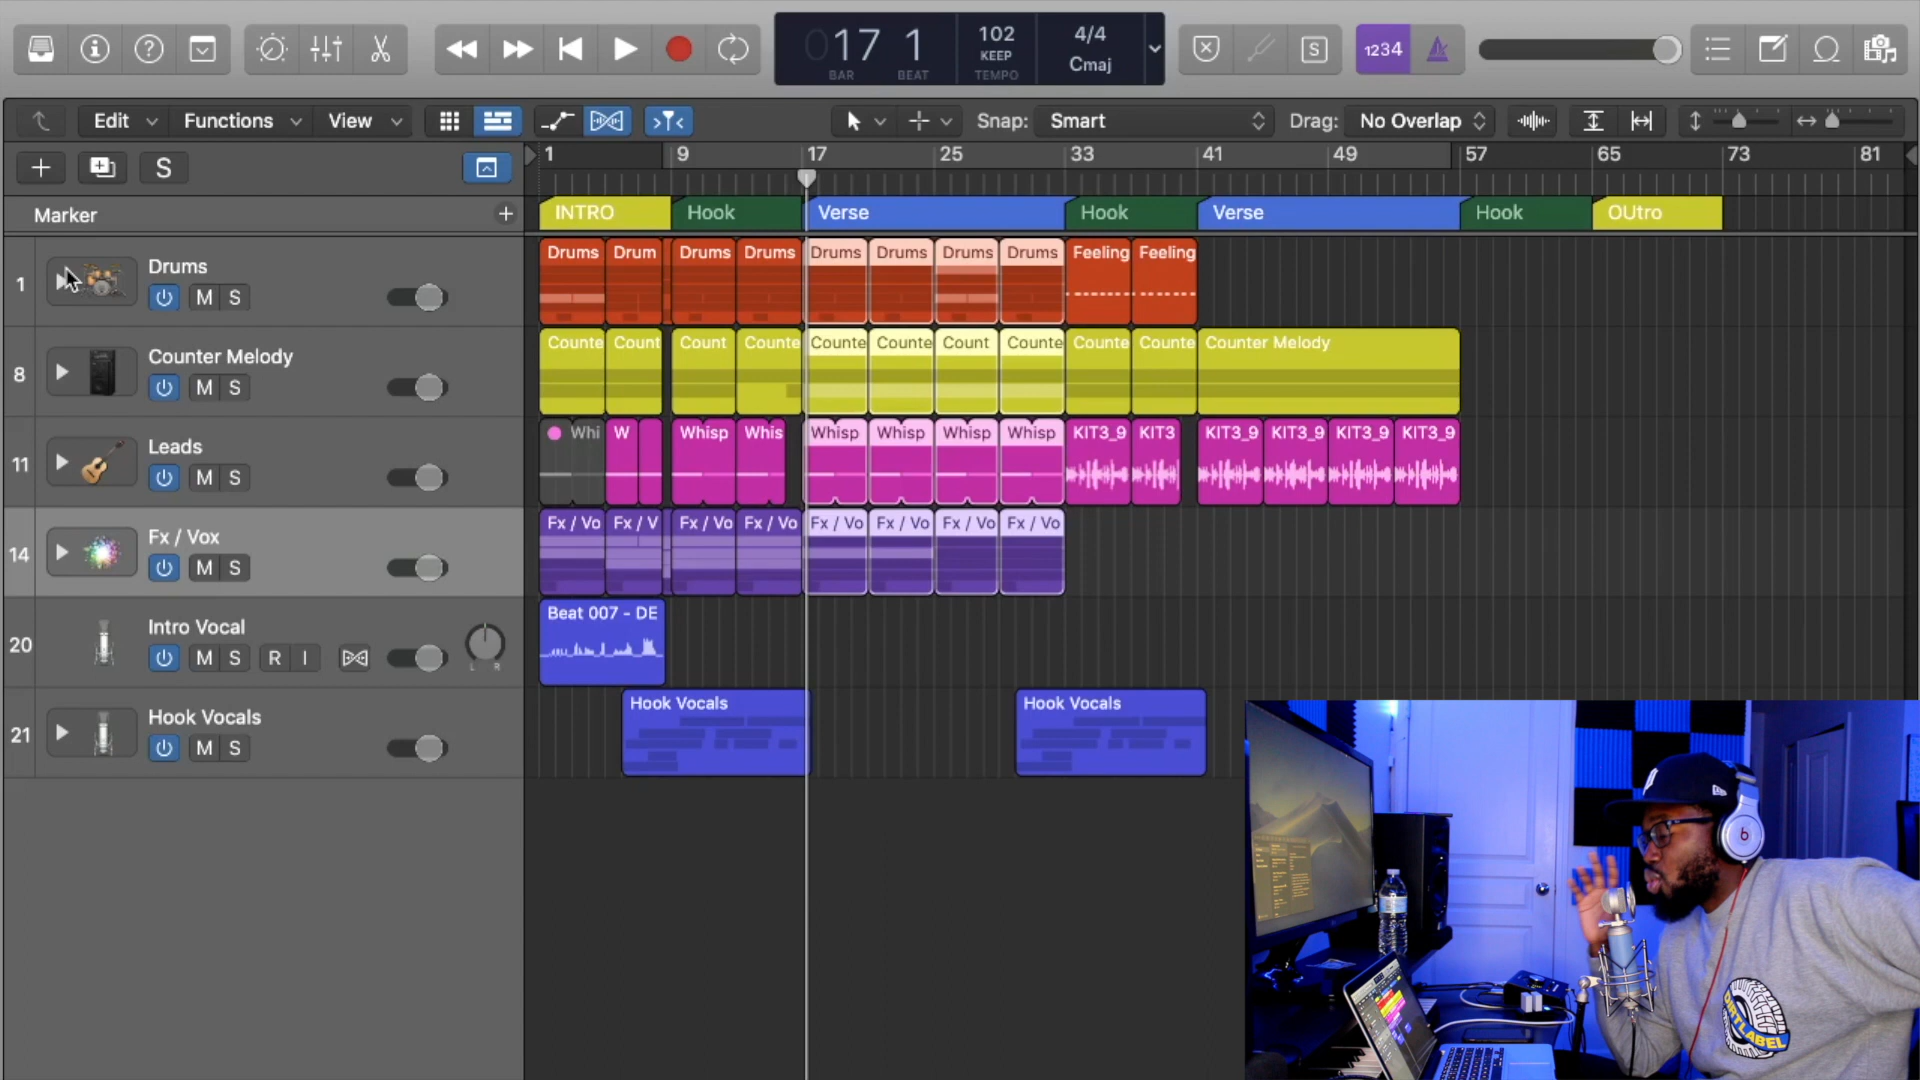 017 1
BAR BEAT
102
KEEP
TEMPO
4/4
Cmaj
S
1234
Edit Functions View Snap: Smart Drag: No Overlap
S
1 9 17 25 33 41 49 57 65 73 81
Marker +
INTRO Hook Verse Hook Verse Hook OUtro
1 Drums
M S
Drums Drum Drums Drums Drums Drums Drums Drums Feeling Feeling
8 Counter Melody
M S
Counte Count Count Counte Counte Counte Count Counte Counte Counte Counter Melody
11 Leads
M S
Whi W Whisp Whis Whisp Whisp Whisp Whisp KIT3_9 KIT3 KIT3_9 KIT3_9 KIT3_9 KIT3_9
14 Fx / Vox
M S
Fx / Vo Fx / V Fx / Vo Fx / Vo Fx / Vo Fx / Vo Fx / Vo Fx / Vo
20 Intro Vocal
M S R I
L R
Beat 007 - DE
21 Hook Vocals
M S
Hook Vocals Hook Vocals
b
DIRTLABEL